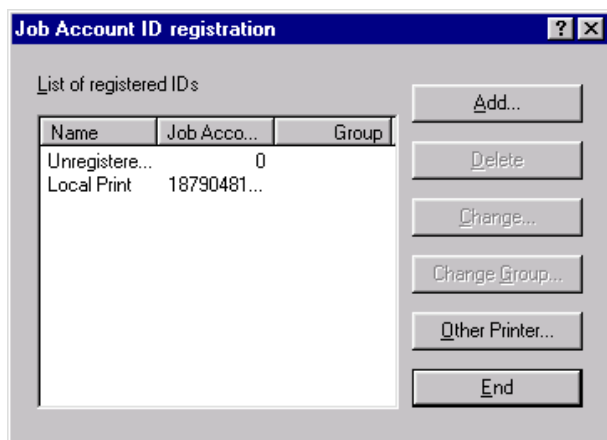 Job Account ID registration
List of registered IDs
Name Job Acco... Group
Unregistere... 0
Local Print 18790481...
Add...
Delete
Change...
Change Group...
Other Printer...
End